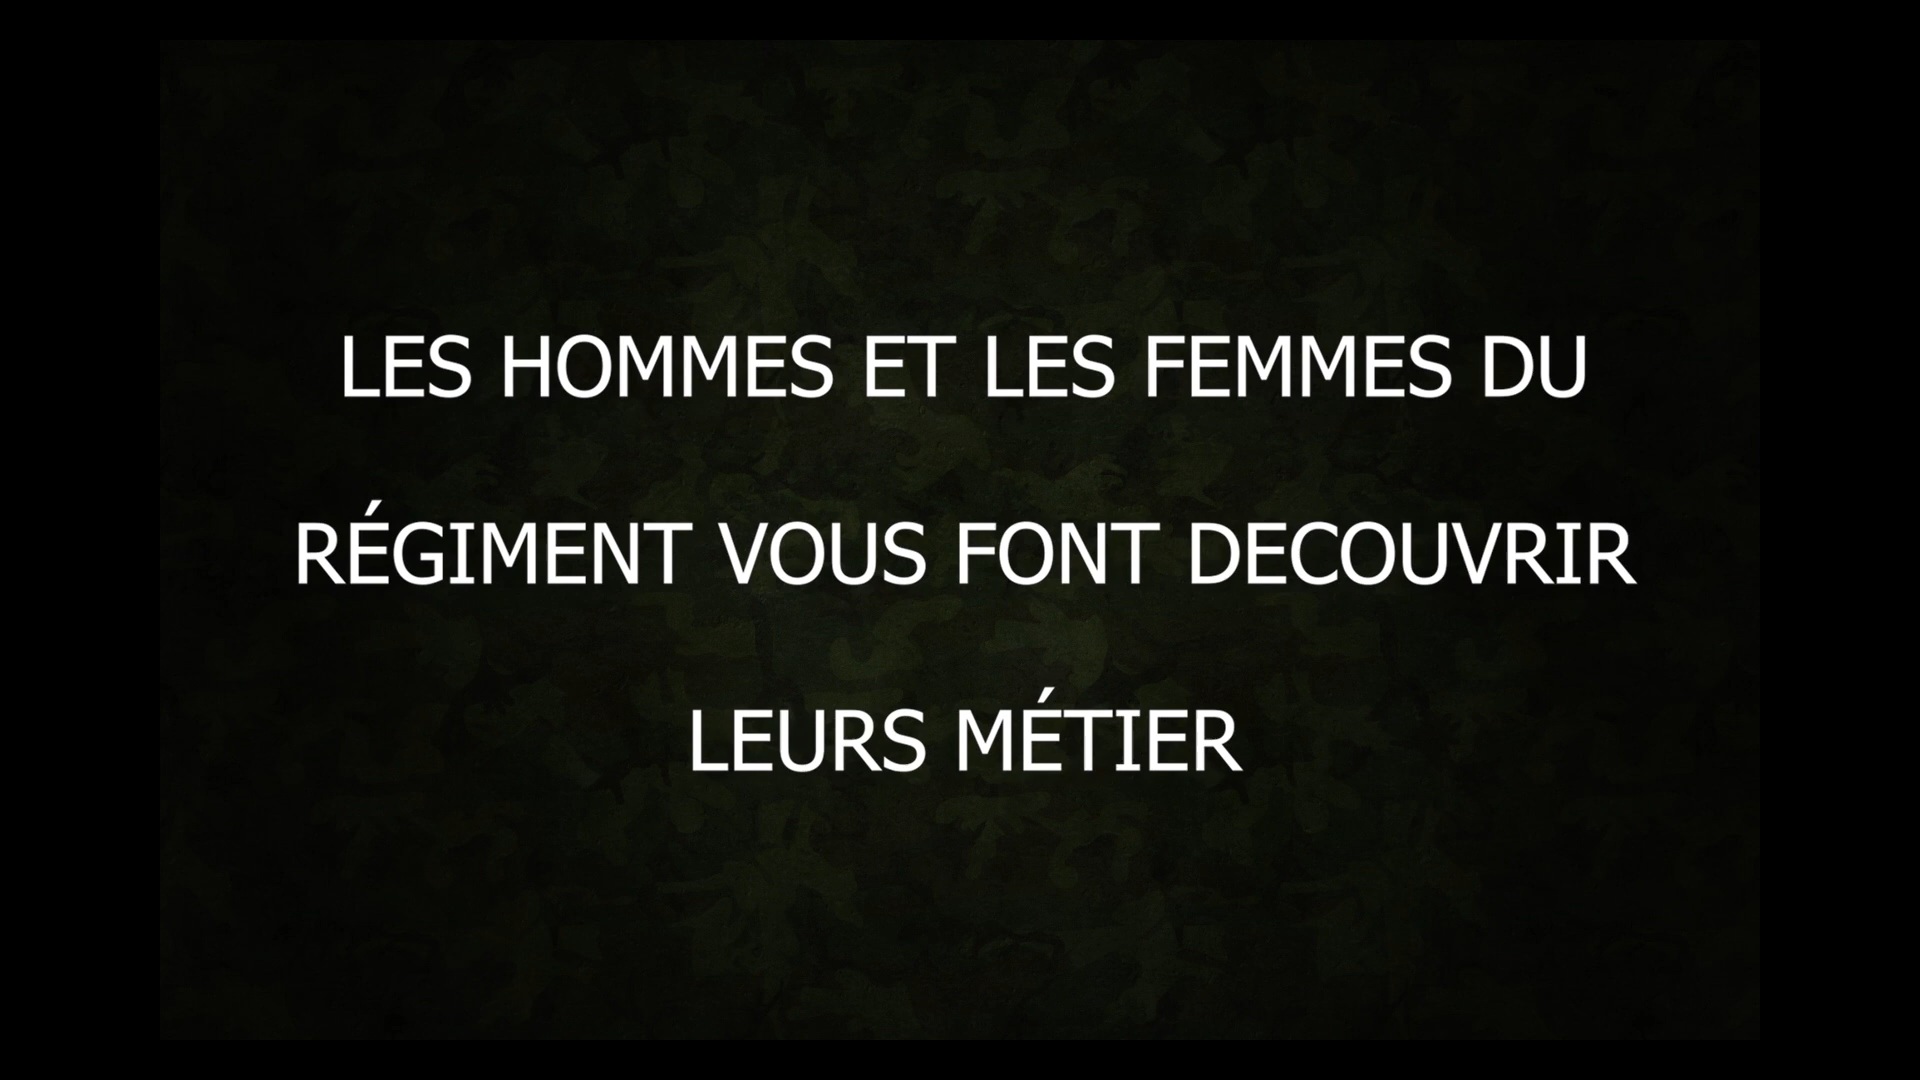 LES HOMMES ET LES FEMMES DU
RÉGIMENT VOUS FONT DECOUVRIR
LEURS MÉTIER